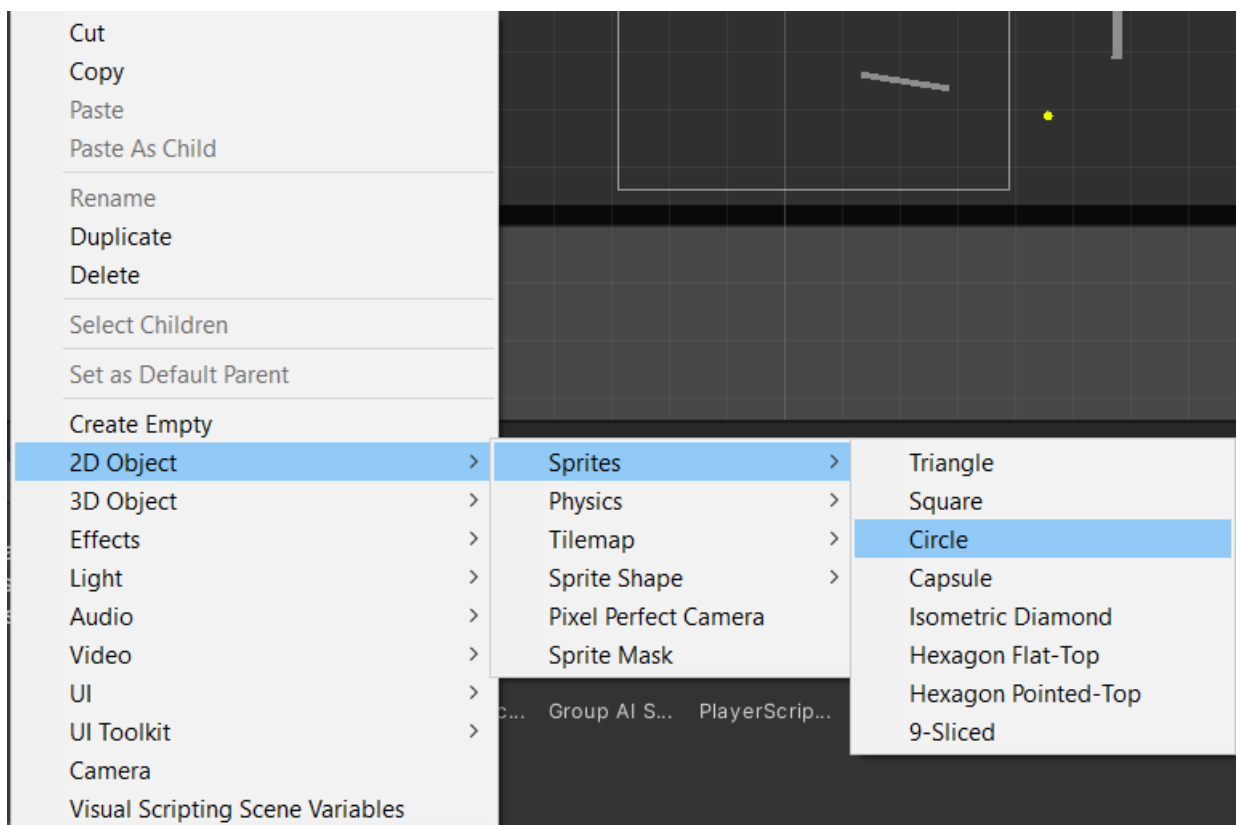 Cut
Copy
Paste
Paste As Child
Rename
Duplicate
Delete
Select Children
Set as Default Parent
Create Empty
2D Object
3D Object
Effects
Light
Audio
Video
UI
UI Toolkit
Camera
Visual Scripting Scene Variables
Sprites
Physics
Tilemap
Sprite Shape
Pixel Perfect Camera
Sprite Mask
Triangle
Square
Circle
Capsule
Isometric Diamond
Hexagon Flat-Top
Hexagon Pointed-Top
9-Sliced
Group AI S... PlayerScrip...